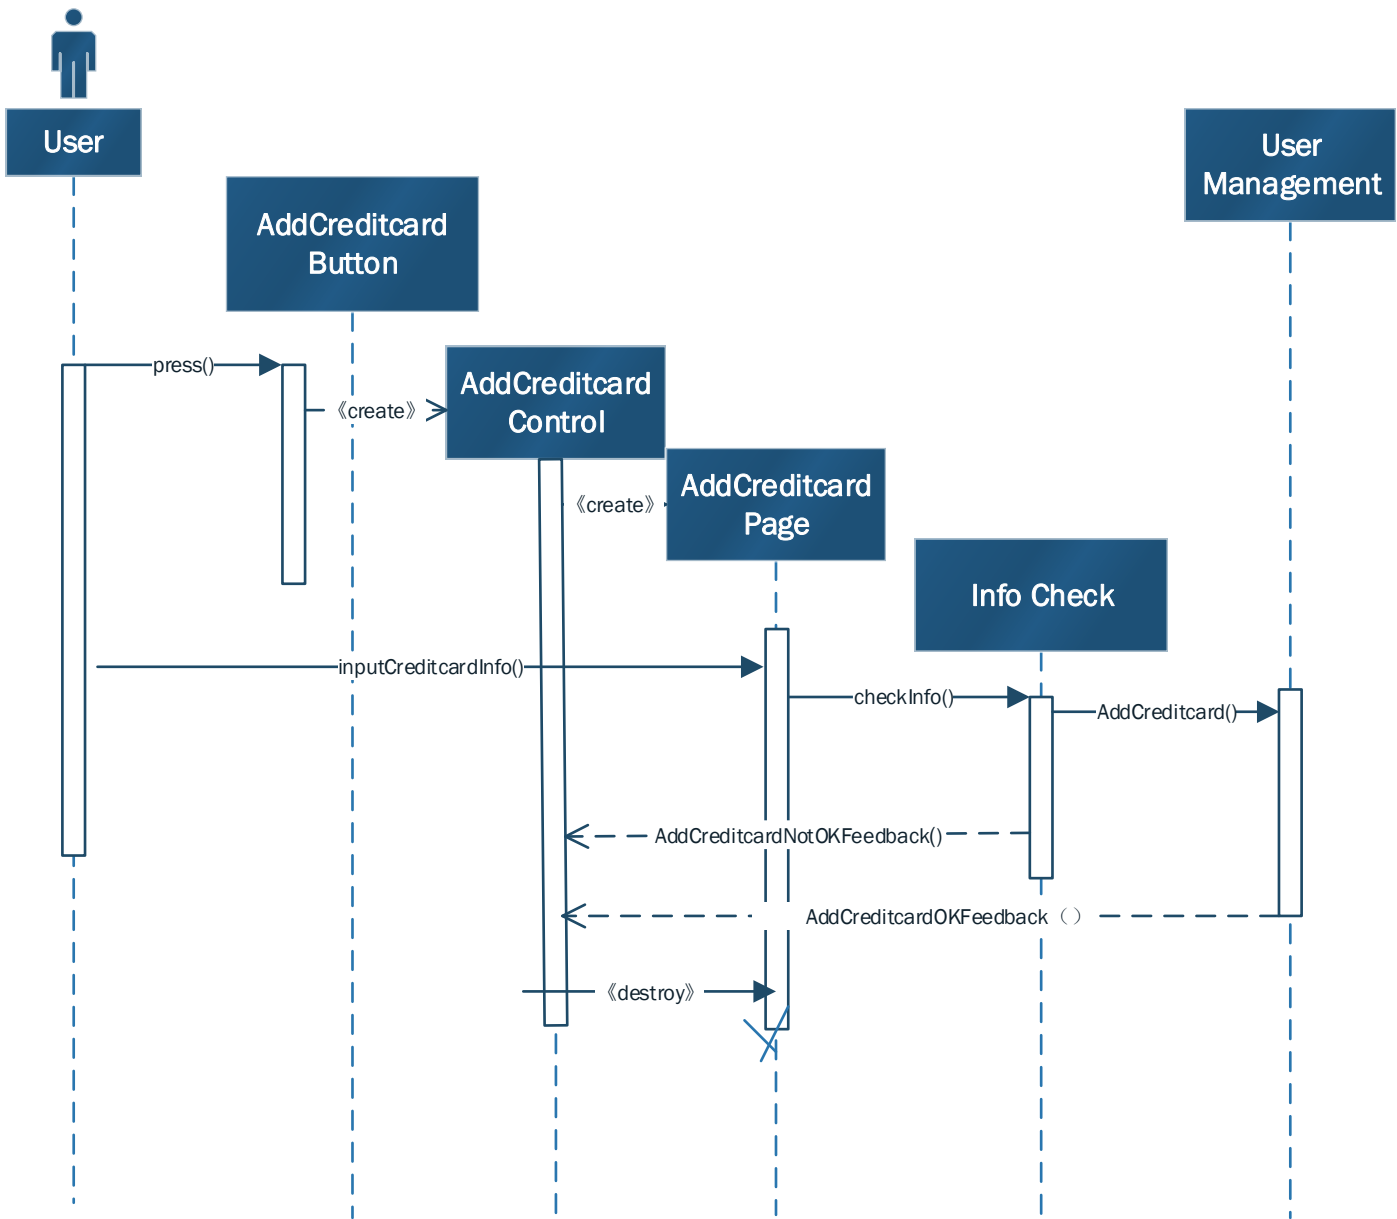 User
User
Management
AddCreditcard
Button
press()
AddCreditcard
Control
《create》
AddCreditcard
Page
《create》
Info Check
inputCreditcardInfo()
checkInfo()
AddCreditcard()
AddCreditcardNotOKFeedback()
AddCreditcardOKFeedback（）
《destroy》